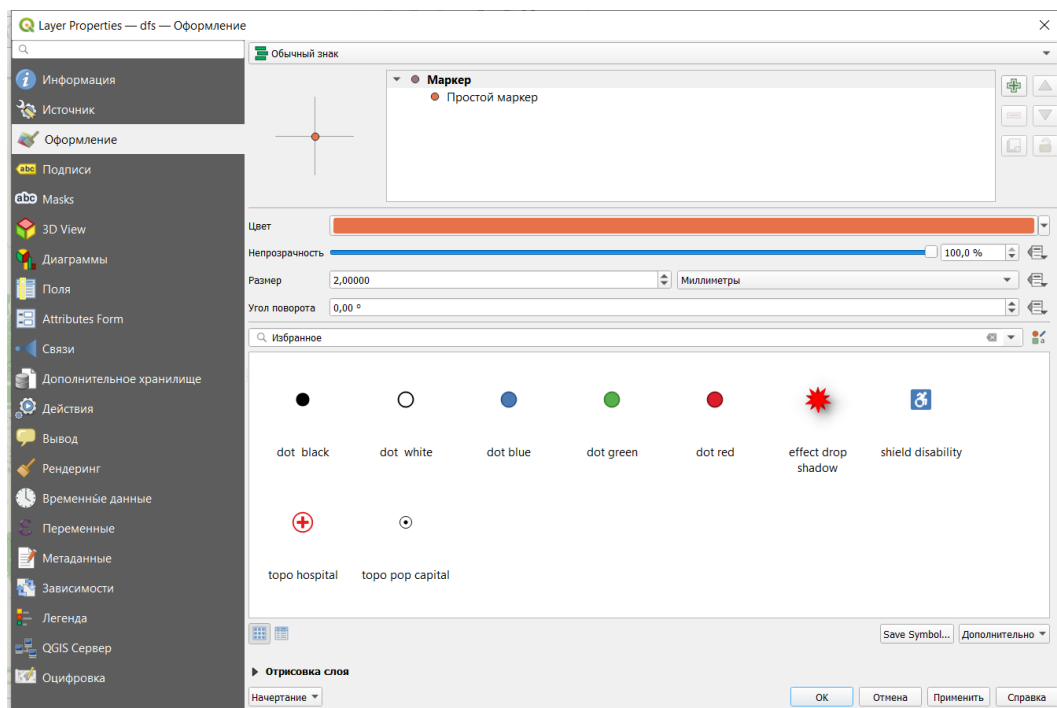 Layer Properties — dfs — Оформление
Обычный знак
Информация
Источник
Оформление
abc Подписи
abc Masks
3D View
Диаграммы
Поля
Attributes Form
Связи
Дополнительное хранилище
Действия
Вывод
Рендеринг
Временны́е данные
Переменные
Метаданные
Зависимости
Легенда
QGIS Сервер
Оцифровка
Маркер
Простой маркер
Цвет
Непрозрачность 100,0 %
Размер 2,00000 Миллиметры
Угол поворота 0,00 °
Избранное
dot black dot white dot blue dot green dot red effect drop shadow shield disability
topo hospital topo pop capital
Save Symbol... Дополнительно
Отрисовка слоя
Начертание OK Отмена Применить Справка